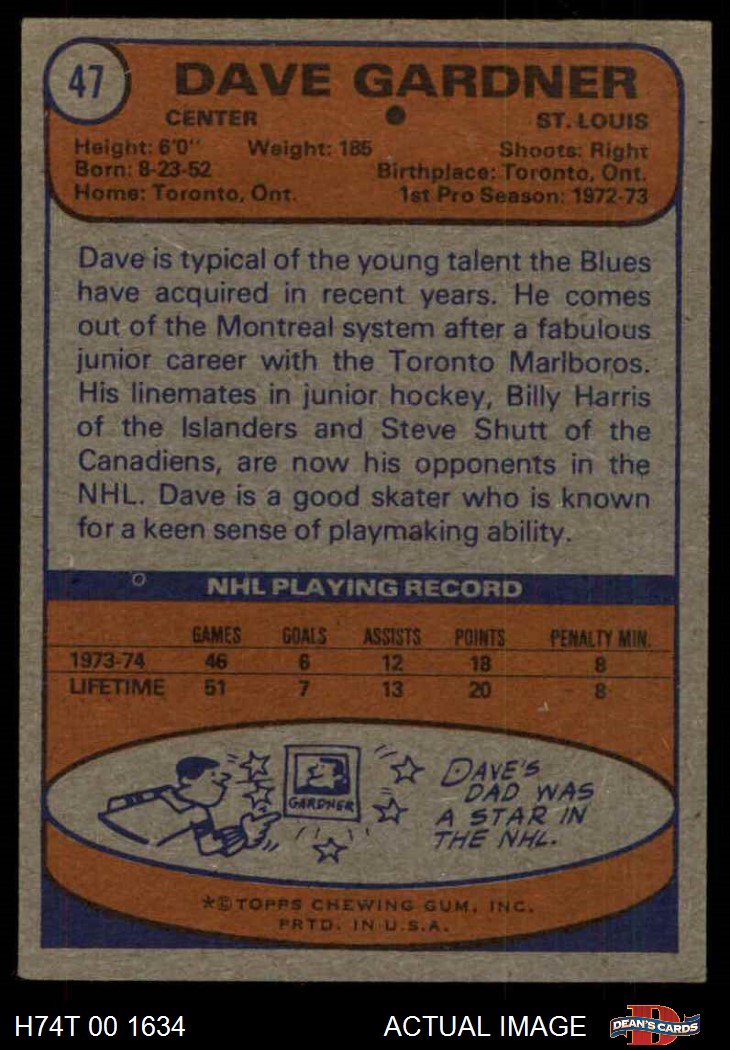 47
DAVE GARDNER
CENTER ● ST. LOUIS
Height: 6'0" Weight: 185 Shoots: Right
Born: 8-23-52 Birthplace: Toronto, Ont.
Home: Toronto, Ont. 1st Pro Season: 1972-73
Dave is typical of the young talent the Blues
have acquired in recent years. He comes
out of the Montreal system after a fabulous
junior career with the Toronto Marlboros.
His linemates in junior hockey, Billy Harris
of the Islanders and Steve Shutt of the
Canadiens, are now his opponents in the
NHL. Dave is a good skater who is known
for a keen sense of playmaking ability.
NHL PLAYING RECORD
GAMES GOALS ASSISTS POINTS PENALTY MIN.
1973-74 46 6 12 18 8
LIFETIME 51 7 13 20 8
GARDNER
DAVE'S
DAD WAS
A STAR IN
THE NHL.
*©TOPPS CHEWING GUM, INC.
PRTD. IN U.S.A.
H74T 00 1634 ACTUAL IMAGE D DEAN'S CARDS